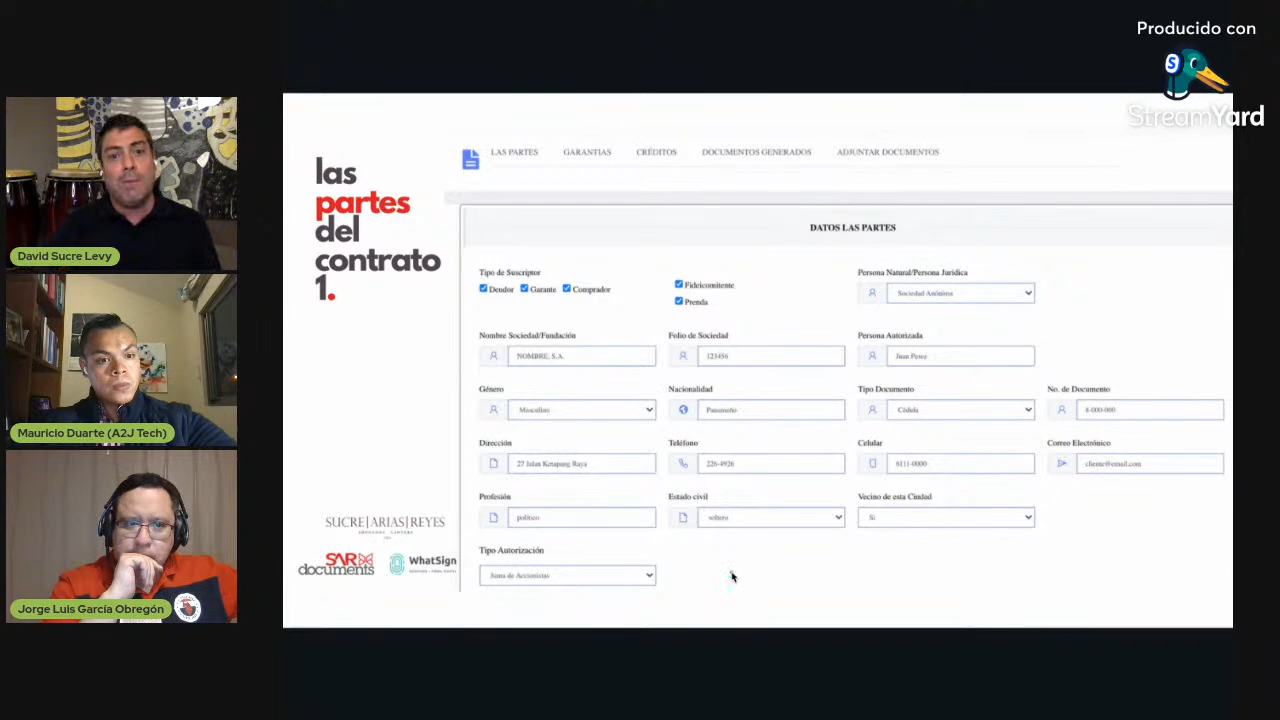 Producido con
StreamYard
David Sucre Levy
Mauricio Duarte (A2J Tech)
Jorge Luis García Obregón
las
partes
del
contrato
1.
SUCRE|ARIAS|REYES
SAR
documents
WhatSign
LAS PARTES GARANTIAS CRÉDITOS DOCUMENTOS GENERADOS ADJUNTAR DOCUMENTOS
DATOS LAS PARTES
Tipo de Suscriptor
Deudor Garante Comprador
Fideicomitente
Prenda
Persona Natural/Persona Jurídica
Sociedad Anónima
Nombre Sociedad/Fundación Folio de Sociedad Persona Autorizada
NOMBRE, S.A. 123456 Juan Perez
Género Nacionalidad Tipo Documento No. de Documento
Masculino Panameño Cédula 8-000-000
Dirección Teléfono Celular Correo Electrónico
27 Jalan Ketapang Raya 226-4926 6111-0000 cliente@email.com
Profesión Estado civil Vecino de esta Ciudad
politico soltero Si
Tipo Autorización
Junta de Accionistas